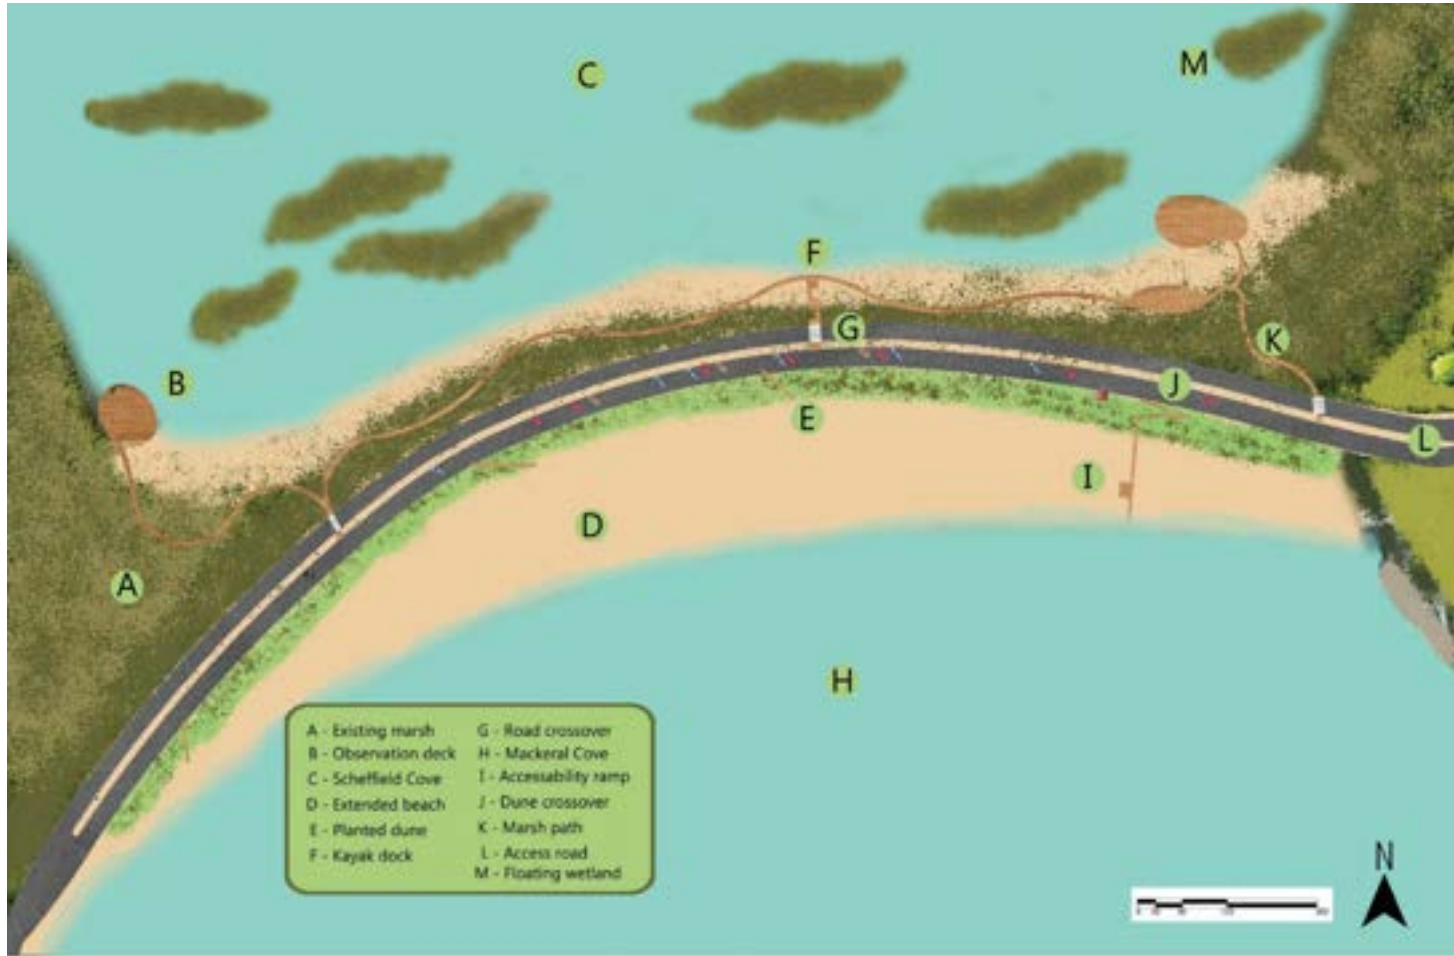 C
M
F
G
B
K
J
E
L
I
D
A
H
A - Existing marsh
B - Observation deck
C - Scheffield Cove
D - Extended beach
E - Planted dune
F - Kayak dock
G - Road crossover
H - Mackeral Cove
I - Accessability ramp
J - Dune crossover
K - Marsh path
L - Access road
M - Floating wetland
N